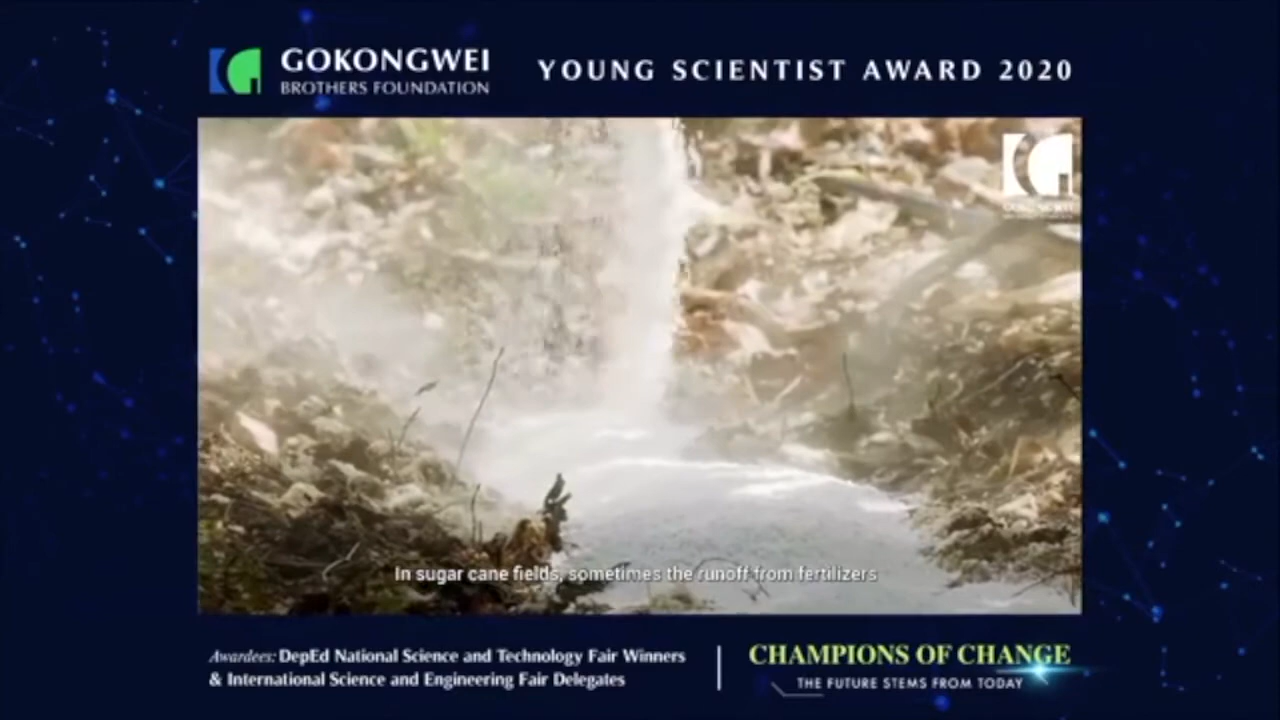 GOKONGWEI
BROTHERS FOUNDATION
YOUNG SCIENTIST AWARD 2020
In sugar cane fields, sometimes the runoff from fertilizers
Awardees: DepEd National Science and Technology Fair Winners
& International Science and Engineering Fair Delegates
CHAMPIONS OF CHANGE
THE FUTURE STEMS FROM TODAY